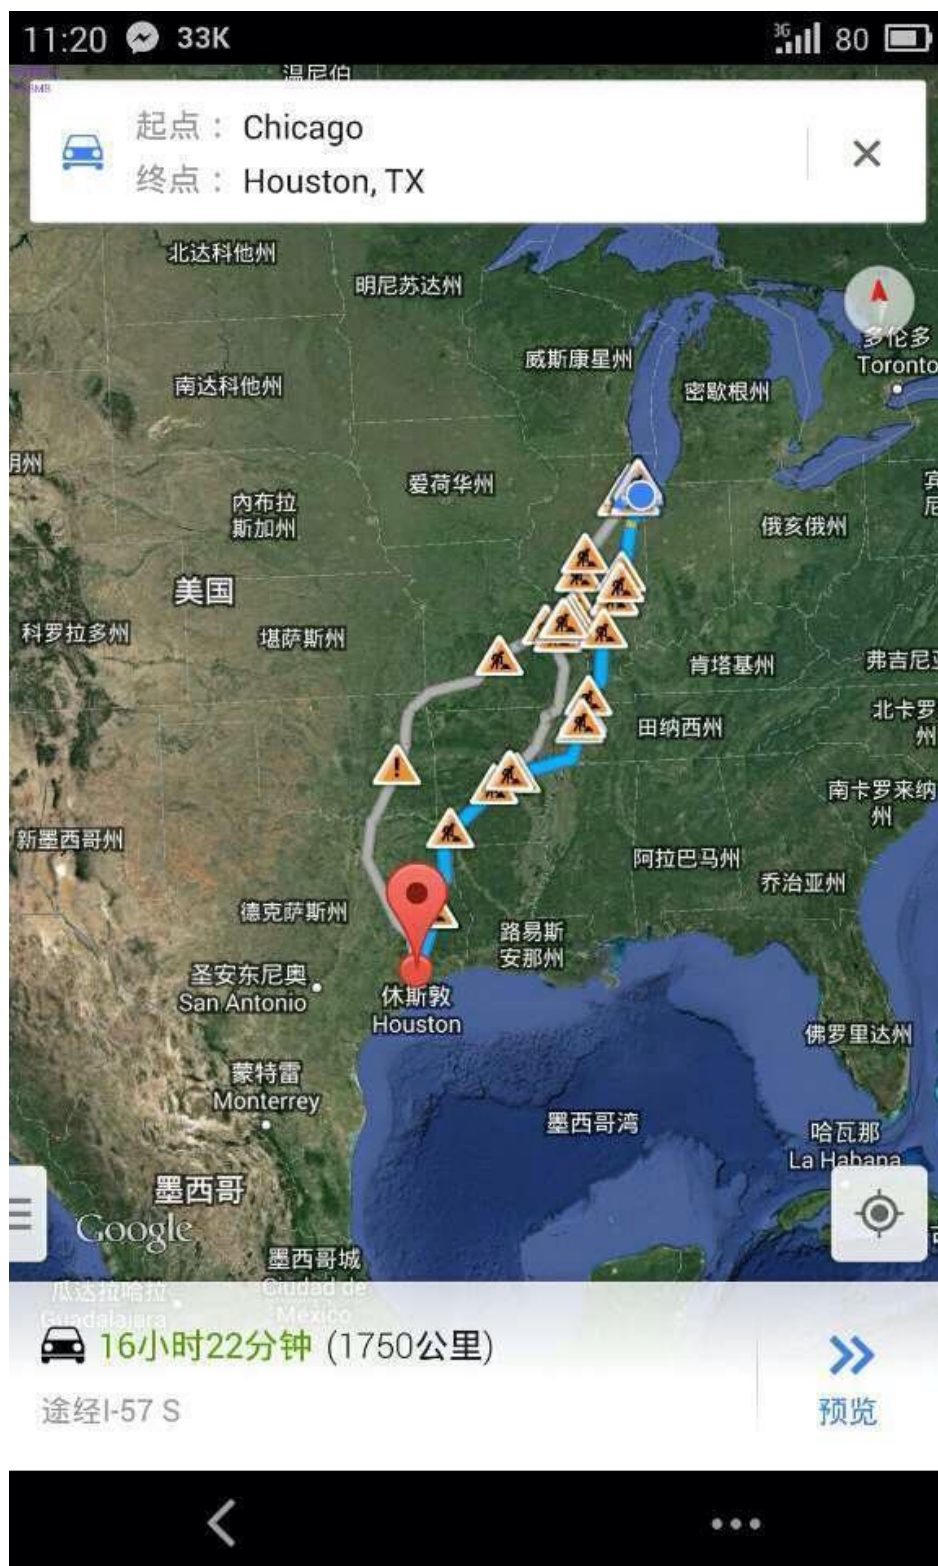 11:20 33K 3G 80
温尼伯
起点： Chicago
终点： Houston, TX
北达科他州
明尼苏达州
多伦多
Toronto
威斯康星州
南达科他州
密歇根州
爱荷华州
内布拉
斯加州
俄亥俄州
美国
科罗拉多州
堪萨斯州
肯塔基州
弗吉尼
北卡罗
州
田纳西州
南卡罗来纳
州
新墨西哥州
阿拉巴马州
乔治亚州
德克萨斯州
路易斯
安那州
圣安东尼奥
San Antonio
休斯敦
Houston
佛罗里达州
蒙特雷
Monterrey
墨西哥湾
哈瓦那
La Habana
墨西哥
Google
墨西哥城
Ciudad de
Mexico
瓜达拉哈拉
Guadalajara
16小时22分钟 (1750公里)
途经I-57 S
预览